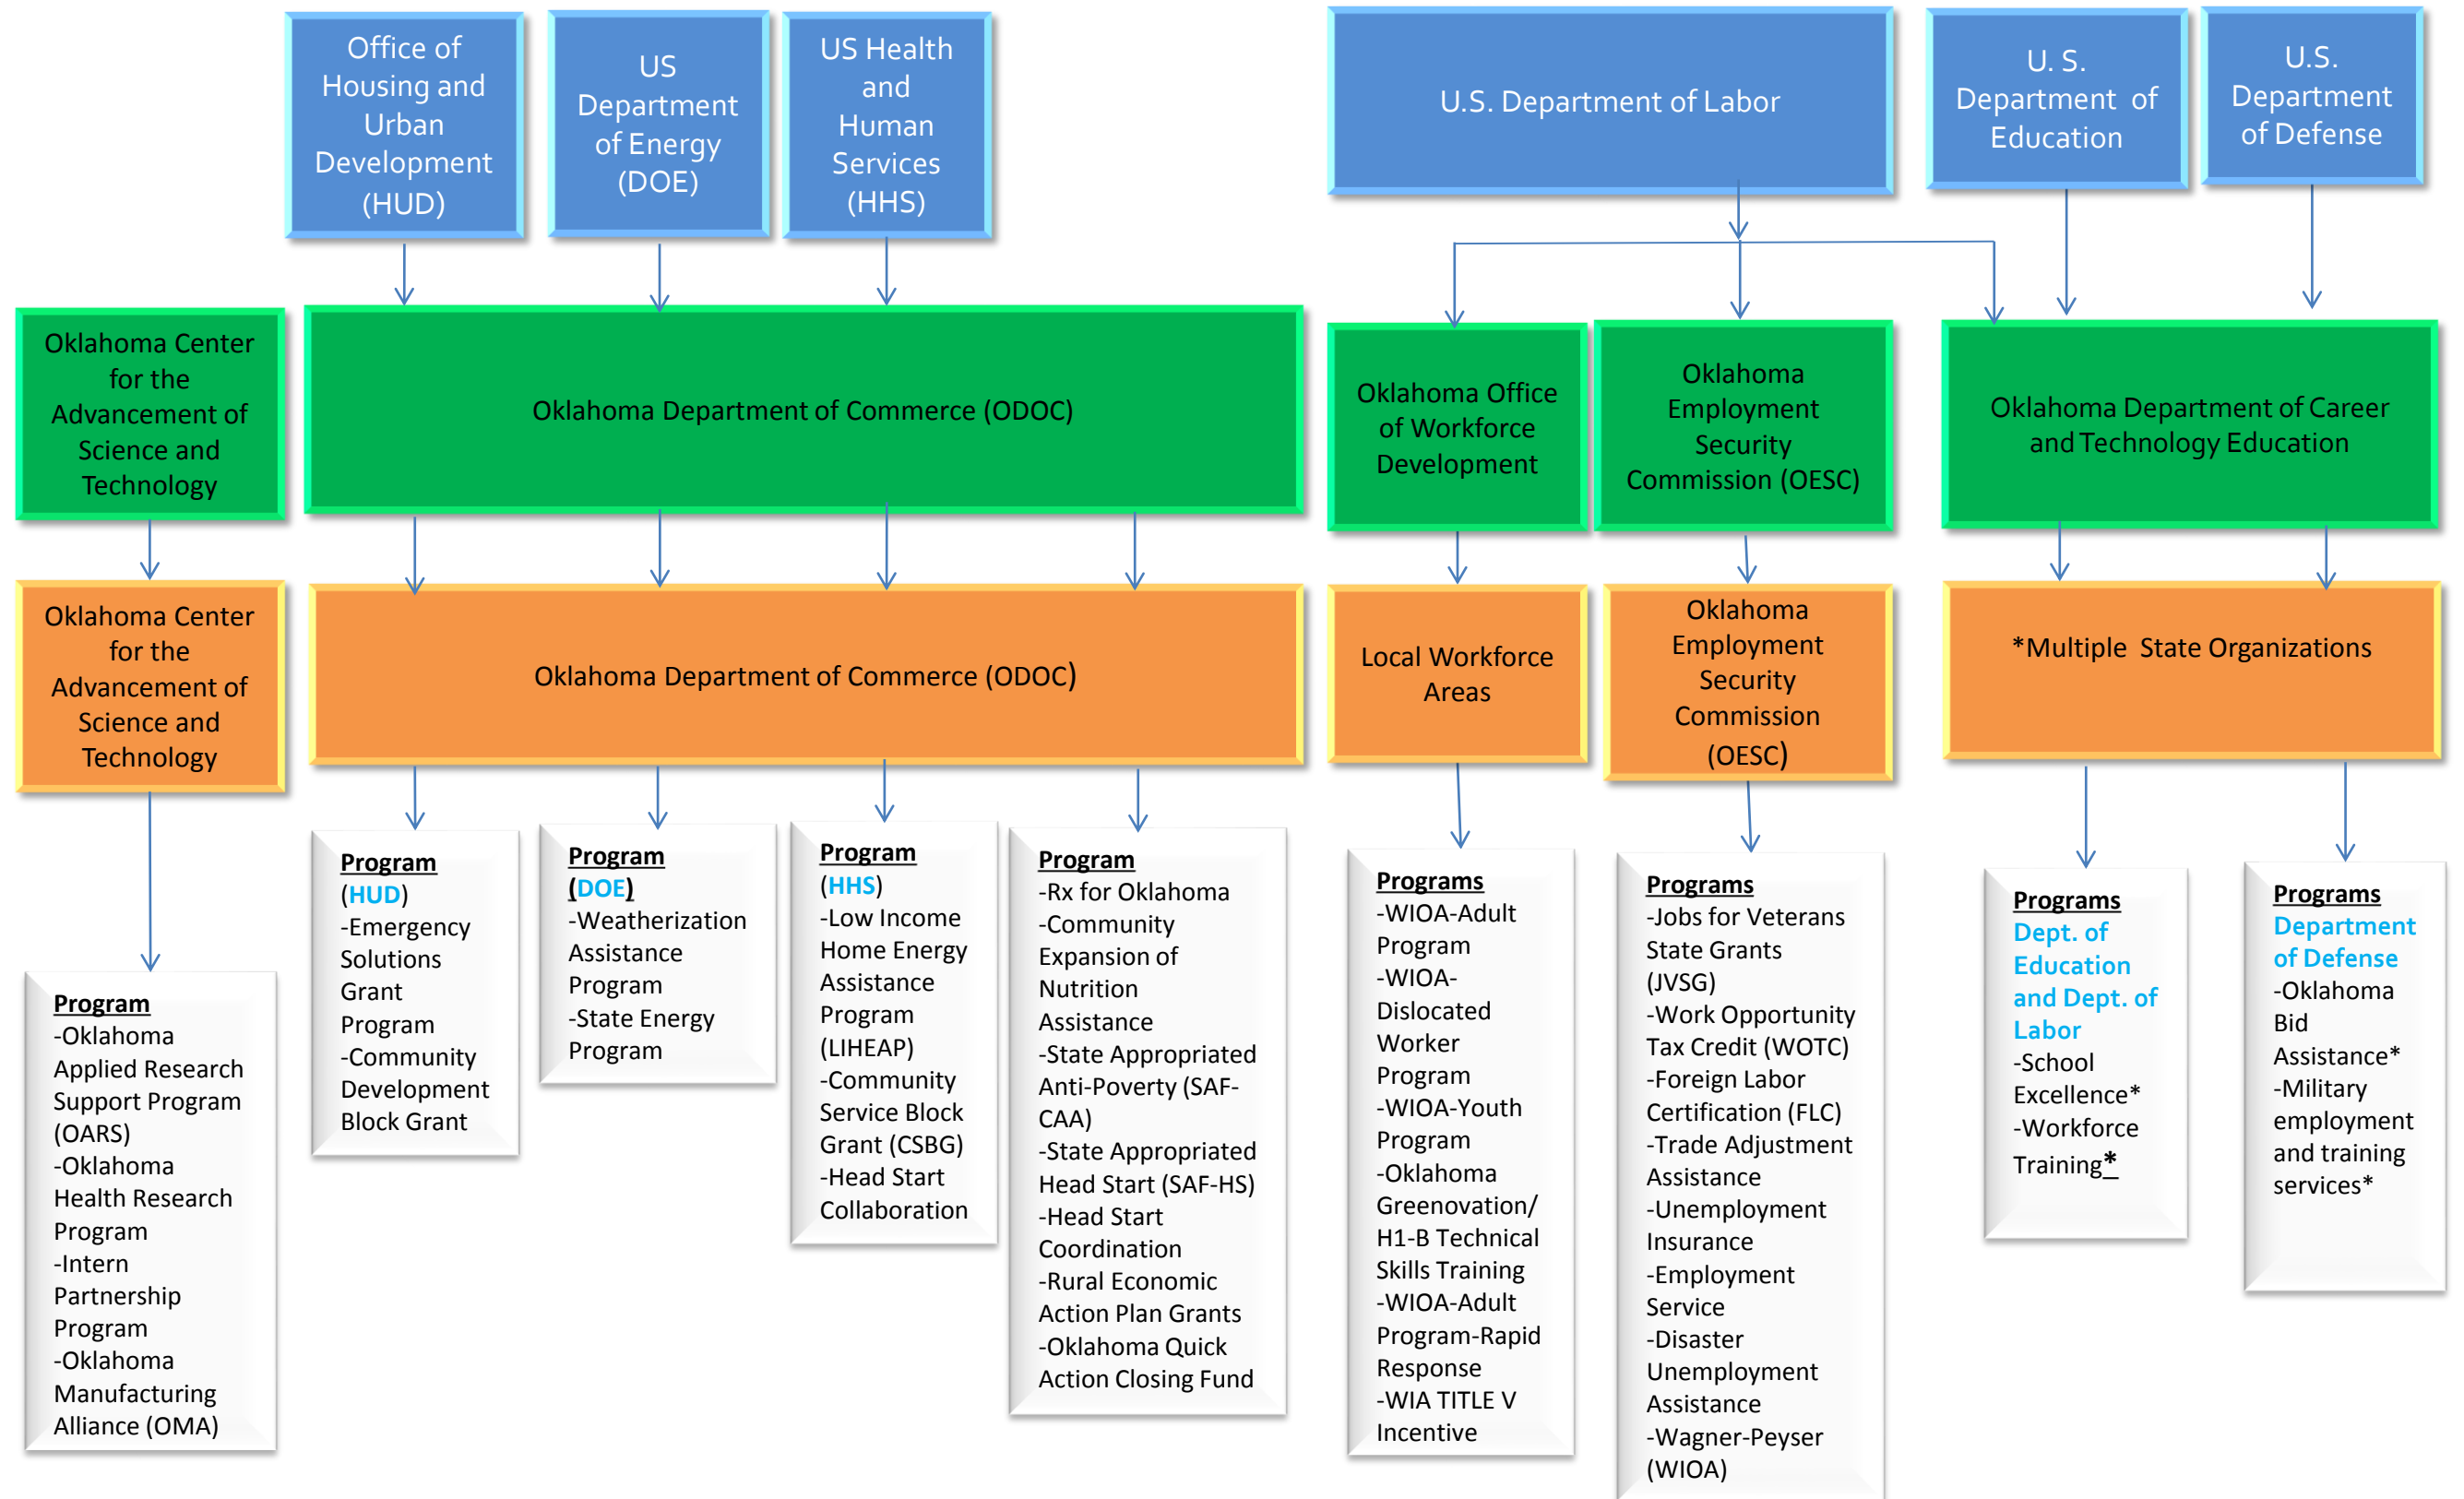 Office of
Housing and
Urban
Development
(HUD)
US
Department
of Energy
(DOE)
US Health
and
Human
Services
(HHS)
U.S. Department of Labor
U. S.
Department  of
Education
U.S.
Department
of Defense
Oklahoma Center
for the
Advancement of
Science and
Technology
Oklahoma Department of Commerce (ODOC)
Oklahoma Office
of Workforce
Development
Oklahoma
Employment
Security
Commission (OESC)
Oklahoma Department of Career
and Technology Education
Oklahoma Center
for the
Advancement of
Science and
Technology
Oklahoma Department of Commerce (ODOC)
Local Workforce
Areas
Oklahoma
Employment
Security
Commission
(OESC)
*Multiple  State Organizations
Program
-Oklahoma
Applied Research
Support Program
(OARS)
-Oklahoma
Health Research
Program
-Intern
Partnership
Program
-Oklahoma
Manufacturing
Alliance (OMA)
Program
(HUD)
-Emergency
Solutions
Grant
Program
-Community
Development
Block Grant
Program
(DOE)
-Weatherization
Assistance
Program
-State Energy
Program
Program
(HHS)
-Low Income
Home Energy
Assistance
Program
(LIHEAP)
-Community
Service Block
Grant (CSBG)
-Head Start
Collaboration
Program
-Rx for Oklahoma
-Community
Expansion of
Nutrition
Assistance
-State Appropriated
Anti-Poverty (SAF-
CAA)
-State Appropriated
Head Start (SAF-HS)
-Head Start
Coordination
-Rural Economic
Action Plan Grants
-Oklahoma Quick
Action Closing Fund
Programs
-WIOA-Adult
Program
-WIOA-
Dislocated
Worker
Program
-WIOA-Youth
Program
-Oklahoma
Greenovation/
H1-B Technical
Skills Training
-WIOA-Adult
Program-Rapid
Response
-WIA TITLE V
Incentive
Programs
-Jobs for Veterans
State Grants
(JVSG)
-Work Opportunity
Tax Credit (WOTC)
-Foreign Labor
Certification (FLC)
-Trade Adjustment
Assistance
-Unemployment
Insurance
-Employment
Service
-Disaster
Unemployment
Assistance
-Wagner-Peyser
(WIOA)
Programs
Dept. of
Education
and Dept. of
Labor
-School
Excellence*
-Workforce
Training*
Programs
Department
of Defense
-Oklahoma
Bid
Assistance*
-Military
employment
and training
services*